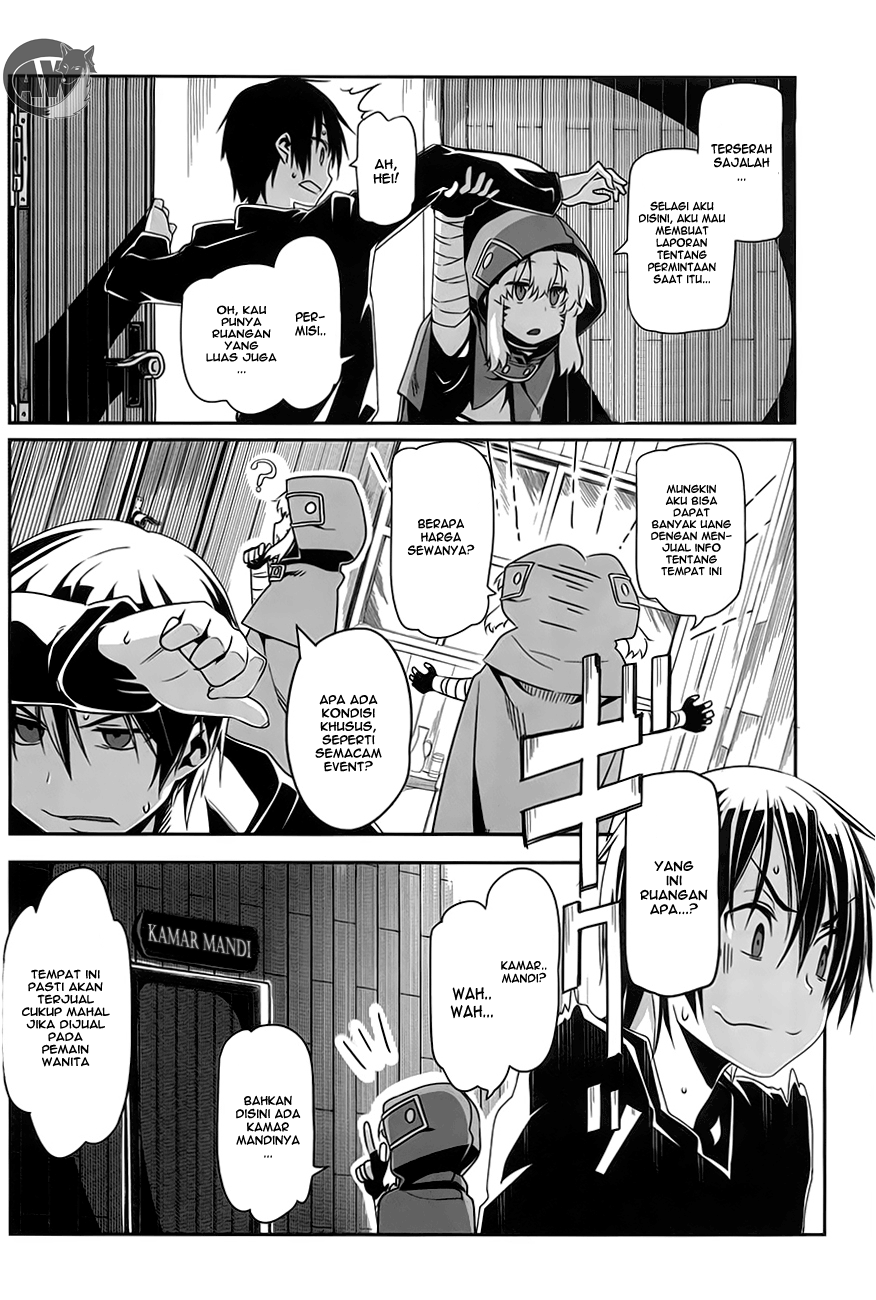 TERSERAH
SAJALAH
...
SELAGI AKU
DISINI, AKU MAU
MEMBUAT
LAPORAN
TENTANG
PERMINTAAN
SAAT ITU...
AH,
HEI!
PER-
MISI..
OH, KAU
PUNYA
RUANGAN
YANG
LUAS JUGA
...
MUNGKIN
AKU BISA
DAPAT
BANYAK UANG
DENGAN MEN-
JUAL INFO
TENTANG
TEMPAT INI
BERAPA
HARGA
SEWANYA?
?
APA ADA
KONDISI
KHUSUS,
SEPERTI
SEMACAM
EVENT?
YANG
INI
RUANGAN
APA...?
KAMAR..
MANDI?
WAH..
WAH...
BAHKAN
DISINI ADA
KAMAR
MANDINYA
...
KAMAR MANDI
TEMPAT INI
PASTI AKAN
TERJUAL
CUKUP MAHAL
JIKA DIJUAL
PADA
PEMAIN
WANITA